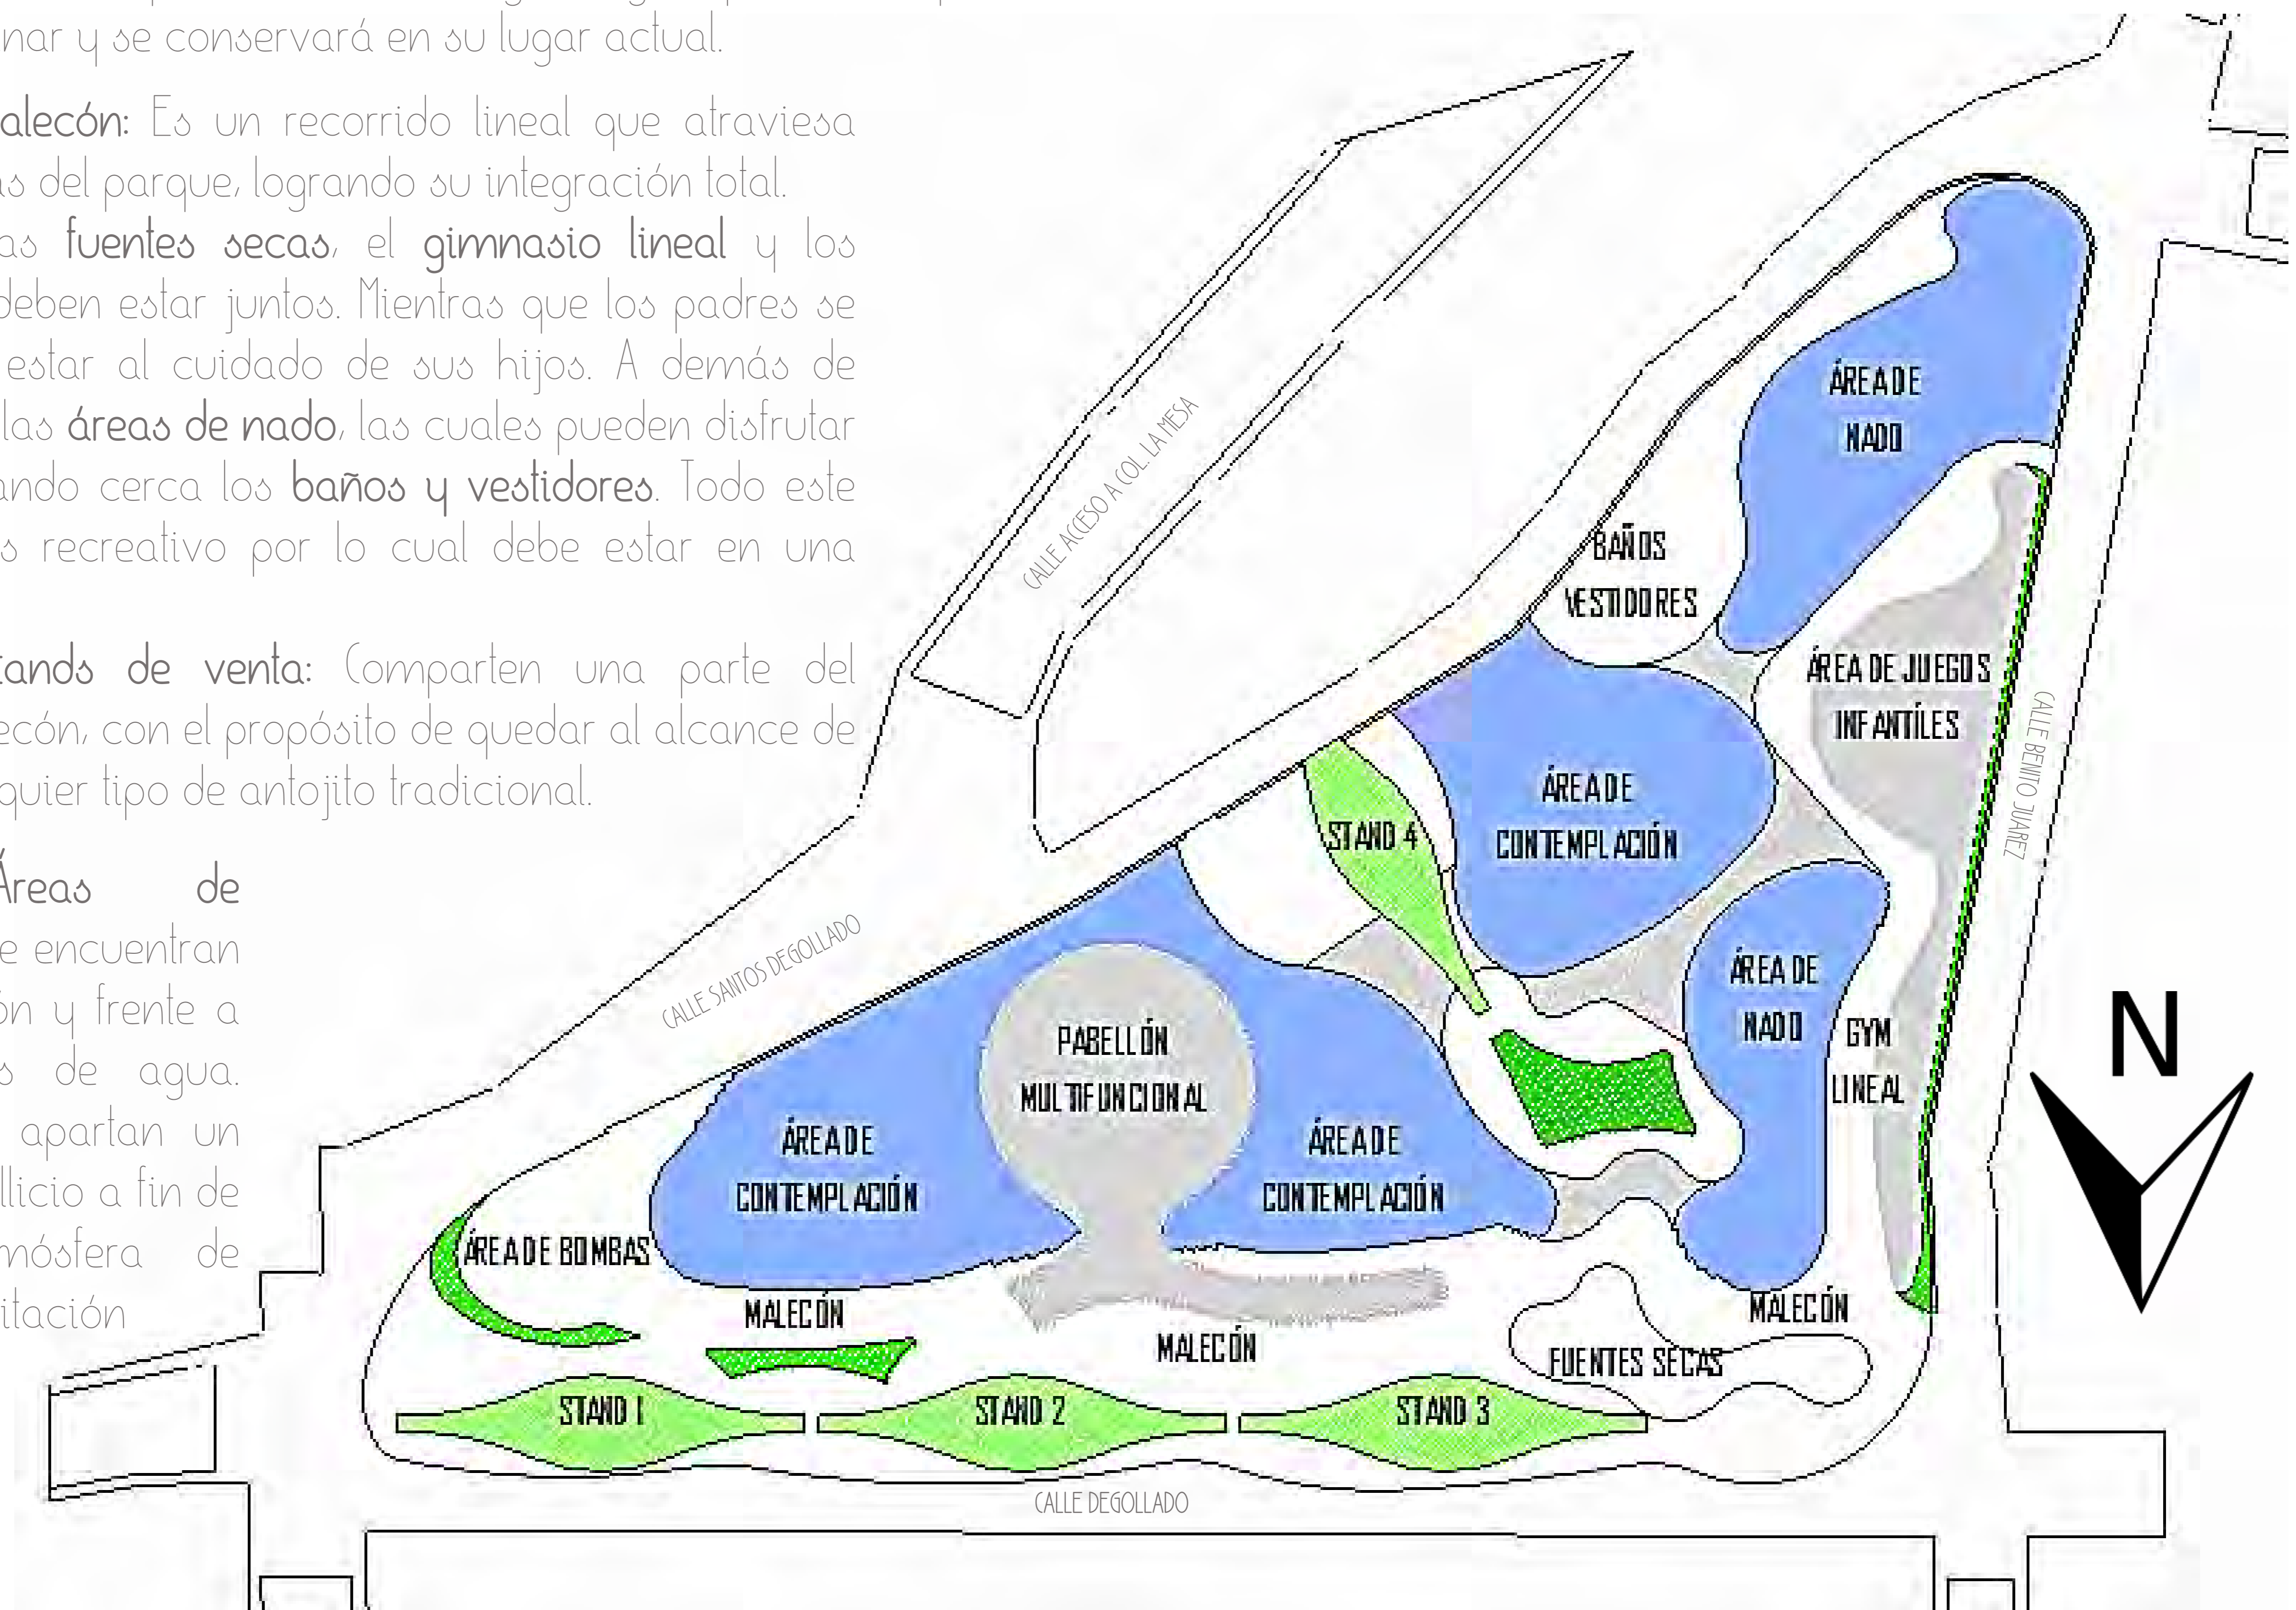 nar y se conservará en su lugar actual.
alecón: Es un recorrido lineal que atraviesa
as del parque, logrando su integración total.
as fuentes secas, el gimnasio lineal y los
deben estar juntos. Mientras que los padres se
estar al cuidado de sus hijos. A demás de
las áreas de nado, las cuales pueden disfrutar
ando cerca los baños y vestidores. Todo este
s recreativo por lo cual debe estar en una
tands de venta: Comparten una parte del
ecón, con el propósito de quedar al alcance de
quier tipo de antojito tradicional.
Áreas de
e encuentran
ón y frente a
s de agua.
apartan un
llicio a fin de
mósfera de
itación
CALLE ACCESO A COL. LA MESA
CALLE SANTOS DEGOLLADO
CALLE BENITO JUAREZ
CALLE DEGOLLADO
ÁREA DE
NADO
BAÑOS
VESTIDORES
ÁREA DE JUEGOS
INFANTÍLES
ÁREA DE
CONTEMPLACIÓN
STAND 4
ÁREA DE
NADO
GYM
LINEAL
PABELLÓN
MULTIFUNCIONAL
ÁREA DE
CONTEMPLACIÓN
ÁREA DE
CONTEMPLACIÓN
ÁREA DE BOMBAS
MALECÓN
MALECÓN
MALECÓN
FUENTES SECAS
STAND 1
STAND 2
STAND 3
N